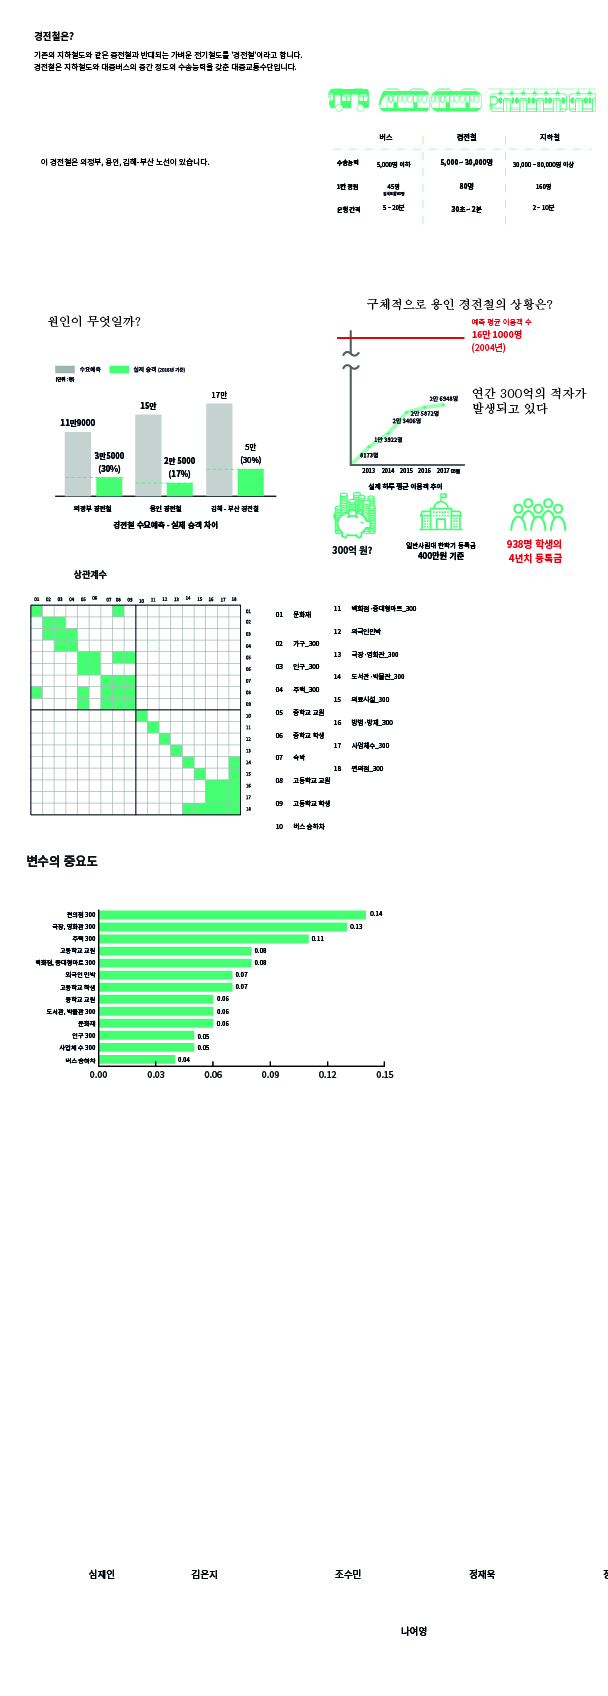 경전철은?
기존의 지하철도와 같은 중전철과 반대되는 가벼운 전기철도를 '경전철'이라고 합니다.
경전철은 지하철도와 대중버스의 중간 정도의 수송능력을 갖춘 대중교통수단입니다.
이 경전철은 의정부, 용인, 김해-부산 노선이 있습니다.
버스 경전철 지하철
수송능력 5,000명 이하 5,000 ~ 30,000명 30,000 ~ 80,000명 이상
1칸 정원 45명 80명 160명
운행 간격 5 ~ 20분 30초 ~ 2분 2 ~ 10분
원인이 무엇일까?
수요예측 실제 승객 (2016년 기준)
(단위 : 명)
11만9000
3만5000
(30%)
15만
2만 5000
(17%)
17만
5만
(30%)
의정부 경전철 용인 경전철 김해 - 부산 경전철
경전철 수요예측 - 실제 승객 차이
구체적으로 용인 경전철의 상황은?
예측 평균 이용객 수
16만 1000명
(2004년)
연간 300억의 적자가
발생되고 있다
2만 6948명
2만 5872명
2만 3406명
1만 3922명
8173명
2013 2014 2015 2016 2017 05월
실제 하루 평균 이용객 추이
300억 원?
일반사립대 한학기 등록금
400만원 기준
938명 학생의
4년치 등록금
상관계수
01 02 03 04 05 06 07 08 09 10 11 12 13 14 15 16 17 18
01
02
03
04
05
06
07
08
09
10
11
12
13
14
15
16
17
18
01 문화재
02 가구_300
03 인구_300
04 주택_300
05 중학교 교원
06 중학교 학생
07 숙박
08 고등학교 교원
09 고등학교 학생
10 버스 승하차
11 백화점·중대형마트_300
12 외국인민박
13 극장·영화관_300
14 도서관·박물관_300
15 의료시설_300
16 방범·방재_300
17 사업체수_300
18 편의점_300
변수의 중요도
편의점 300 0.14
극장, 영화관 300 0.13
주택 300 0.11
고등학교 교원 0.08
백화점, 중대형마트 300 0.08
외국인 민박 0.07
고등학교 학생 0.07
중학교 교원 0.06
도서관, 박물관 300 0.06
문화재 0.06
인구 300 0.05
사업체 수 300 0.05
버스 승하차 0.04
0.00 0.03 0.06 0.09 0.12 0.15
심재인 김은지 조수민 정재욱
나여영